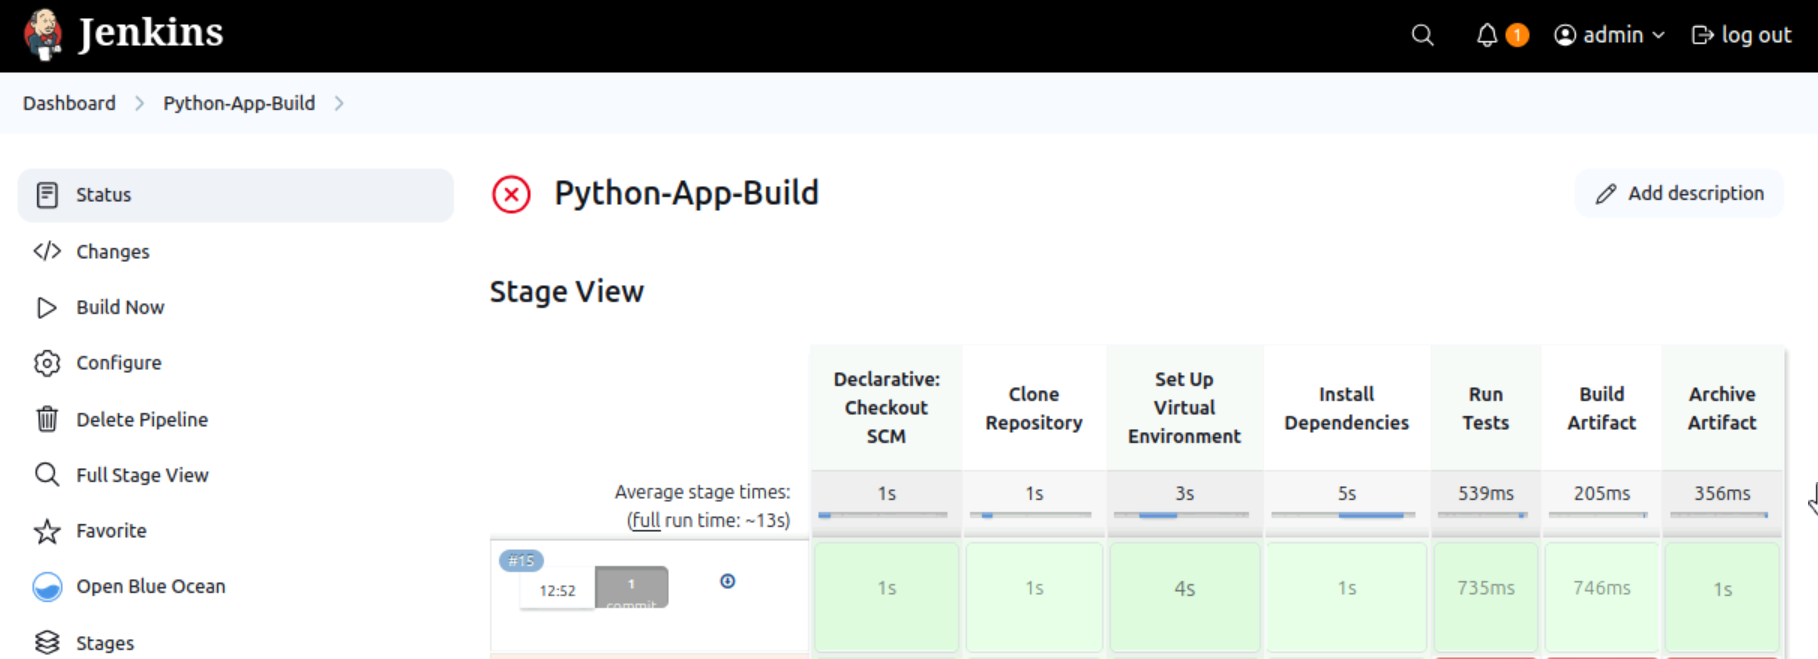 Jenkins
1
admin
log out
Dashboard
Python-App-Build
Status
Changes
Build Now
Configure
Delete Pipeline
Full Stage View
Favorite
Open Blue Ocean
Stages
Python-App-Build
Add description
Stage View
Declarative:
Checkout
SCM
Clone
Repository
Set Up
Virtual
Environment
Install
Dependencies
Run
Tests
Build
Artifact
Archive
Artifact
Average stage times:
(full run time: ~13s)
1s
1s
3s
5s
539ms
205ms
356ms
#15
12:52
1
commit
1s
1s
4s
1s
735ms
746ms
1s